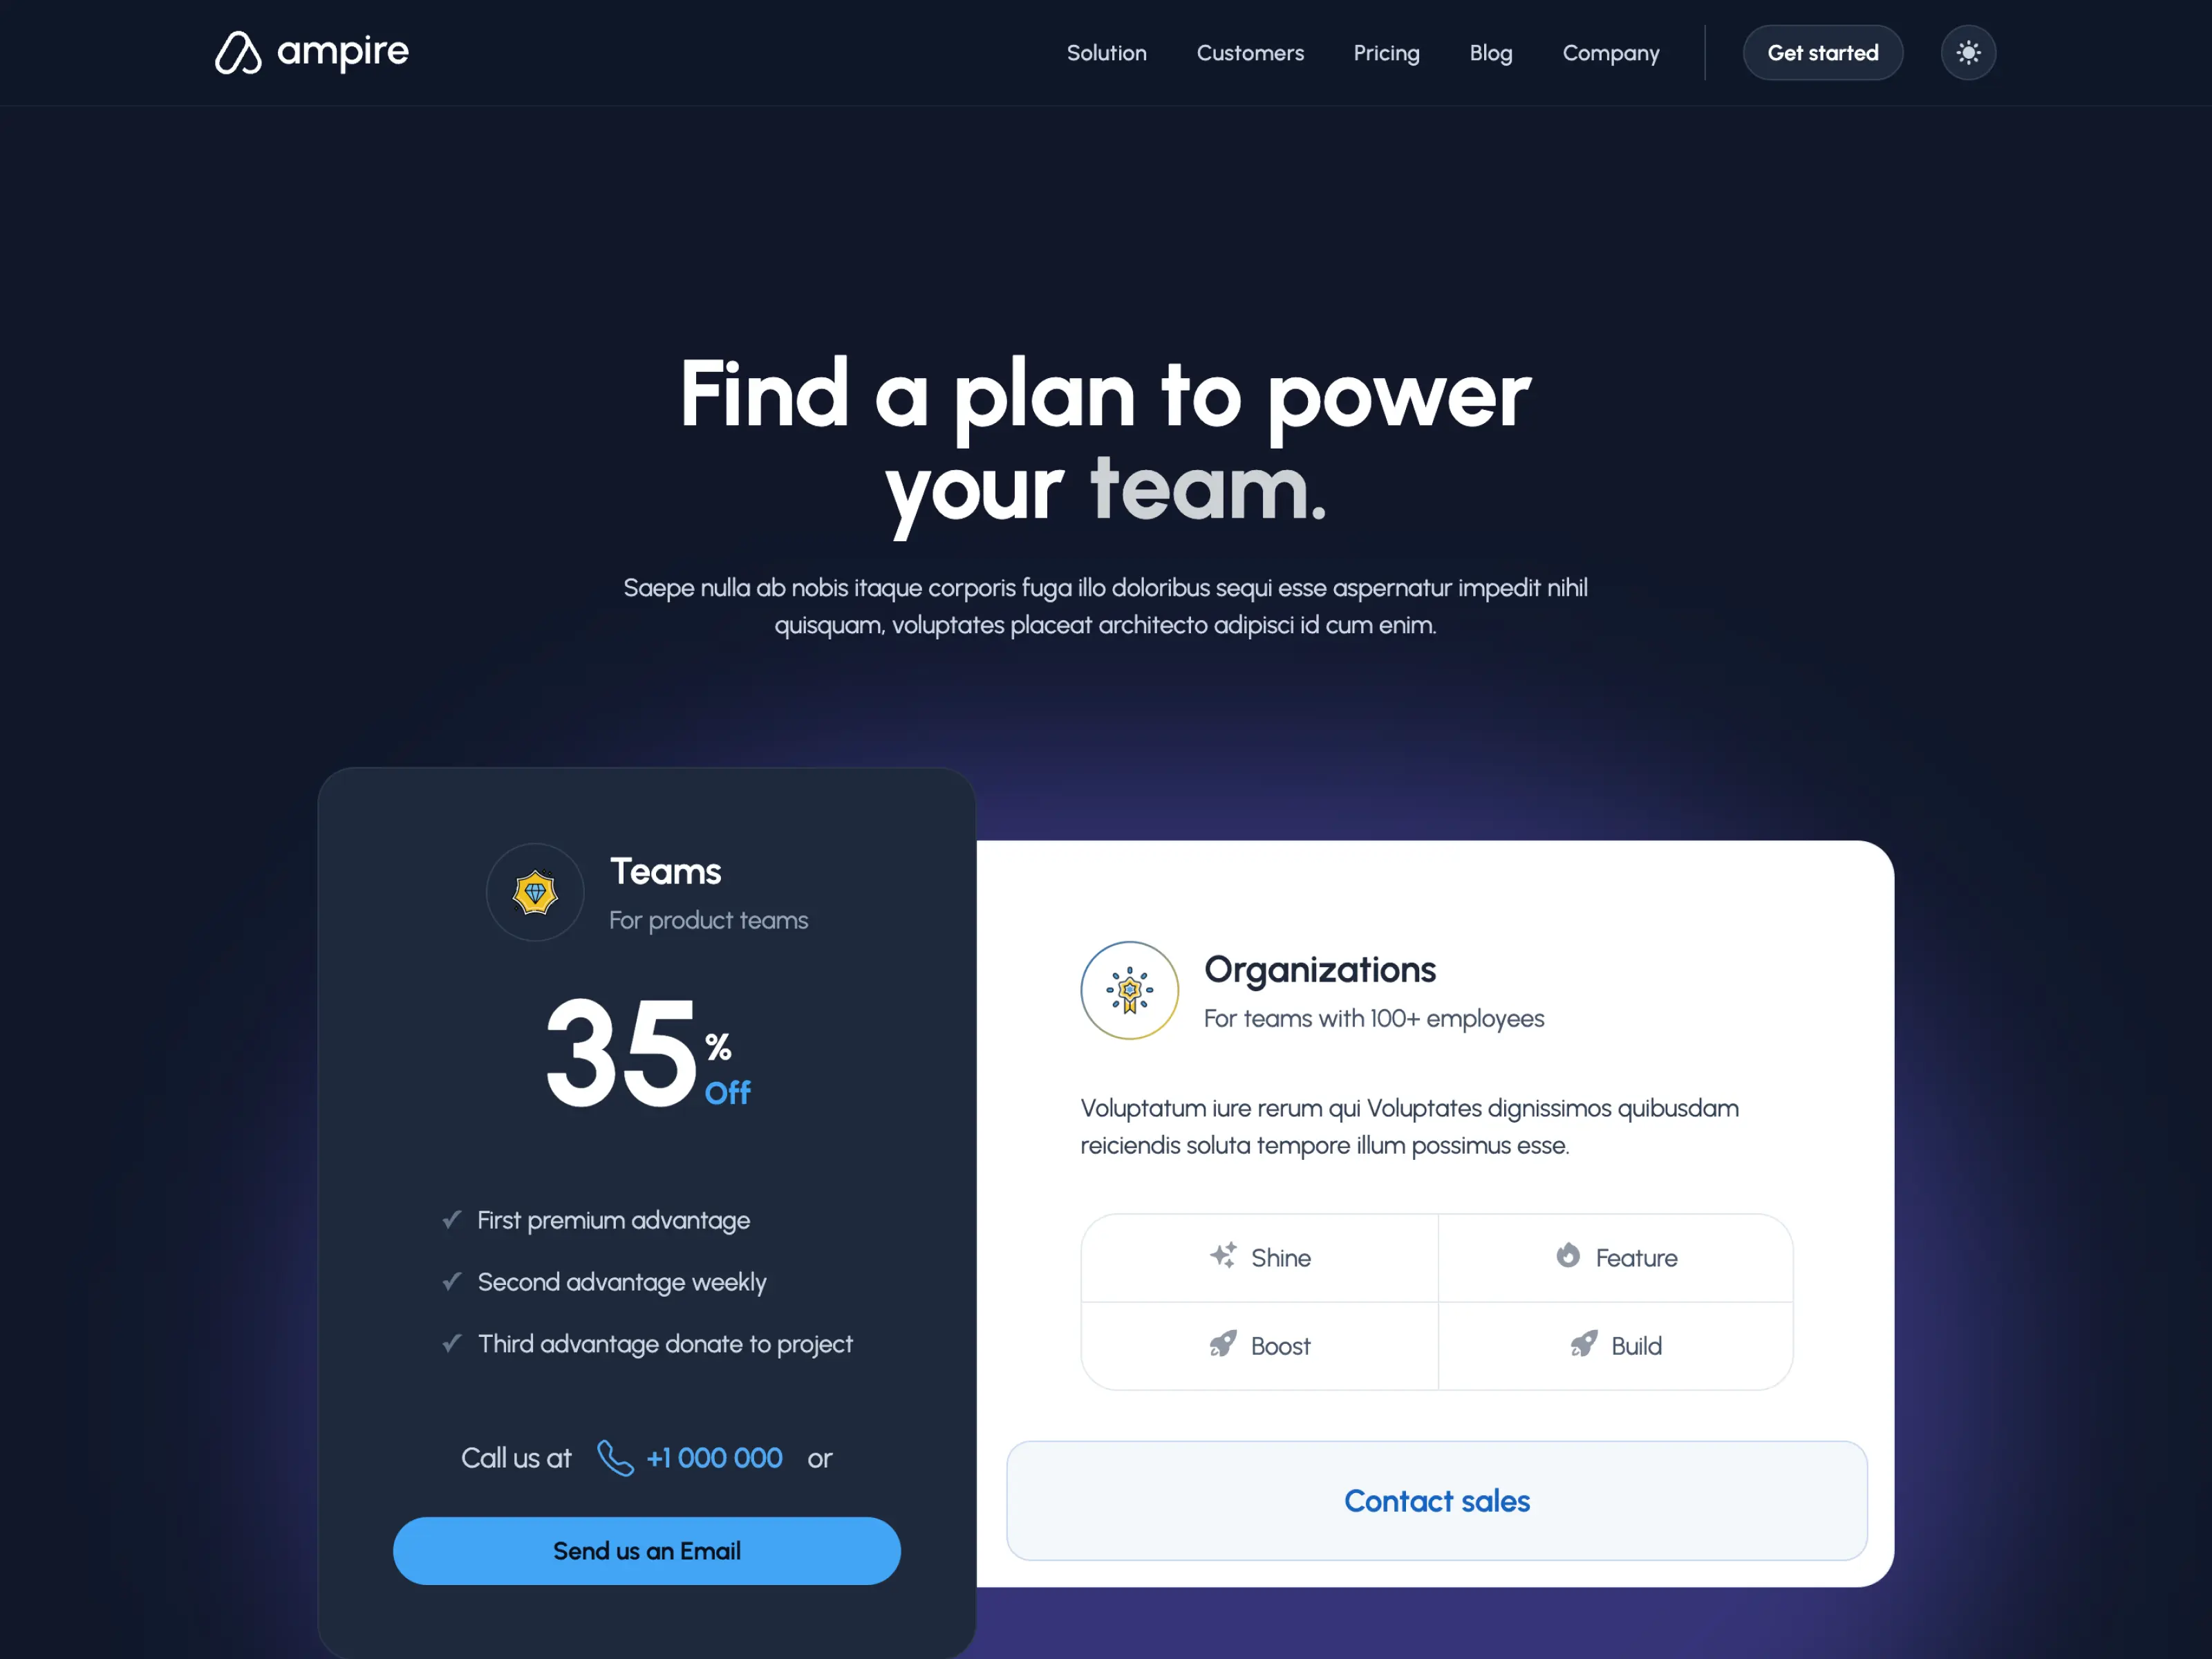 ampire
Solution
Customers
Pricing
Blog
Company
Get started
Find a plan to power
your team.
Saepe nulla ab nobis itaque corporis fuga illo doloribus sequi esse aspernatur impedit nihil
quisquam, voluptates placeat architecto adipisci id cum enim.
Teams
For product teams
35
%
Off
First premium advantage
Second advantage weekly
Third advantage donate to project
Call us at +1 000 000 or
Send us an Email
Organizations
For teams with 100+ employees
Voluptatum iure rerum qui Voluptates dignissimos quibusdam
reiciendis soluta tempore illum possimus esse.
Shine
Feature
Boost
Build
Contact sales